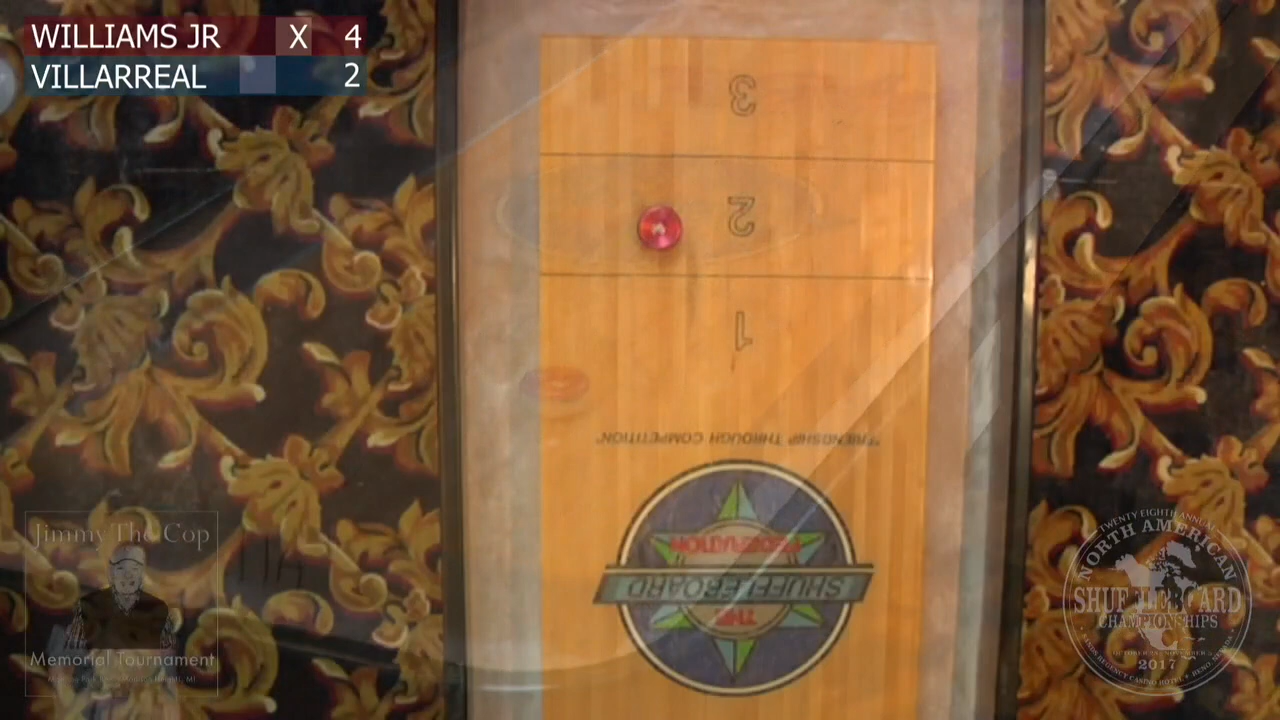 WILLIAMS JR X 4
VILLARREAL 2
3
2
1
"FRIENDSHIP THROUGH COMPETITION"
FEDERATION
SHUFFLEBOARD
THE
Jimmy The Cop
Memorial Tournament
TWENTY EIGHTH ANNUAL
NORTH AMERICAN
SHUFFLEBOARD
CHAMPIONSHIPS
2017